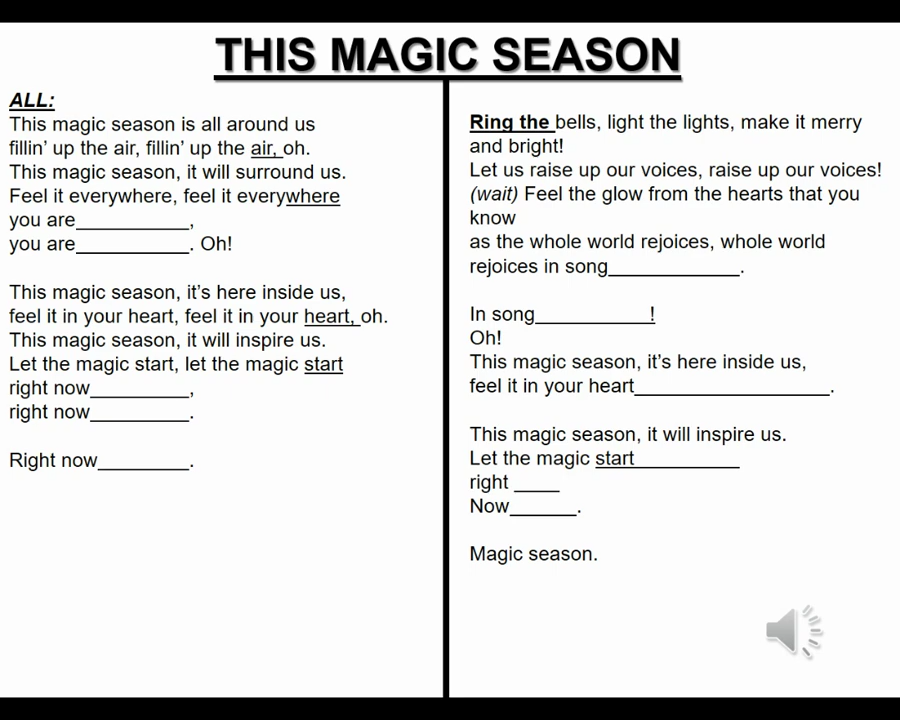 THIS MAGIC SEASON
ALL:
This magic season is all around us
fillin’ up the air, fillin’ up the air, oh.
This magic season, it will surround us.
Feel it everywhere, feel it everywhere
you are__________,
you are__________. Oh!
This magic season, it’s here inside us,
feel it in your heart, feel it in your heart, oh.
This magic season, it will inspire us.
Let the magic start, let the magic start
right now_________,
right now_________.
Right now________.
Ring the bells, light the lights, make it merry
and bright!
Let us raise up our voices, raise up our voices!
(wait) Feel the glow from the hearts that you
know
as the whole world rejoices, whole world
rejoices in song____________.
In song__________!
Oh!
This magic season, it’s here inside us,
feel it in your heart__________________.
This magic season, it will inspire us.
Let the magic start_________
right ____
Now______.
Magic season.